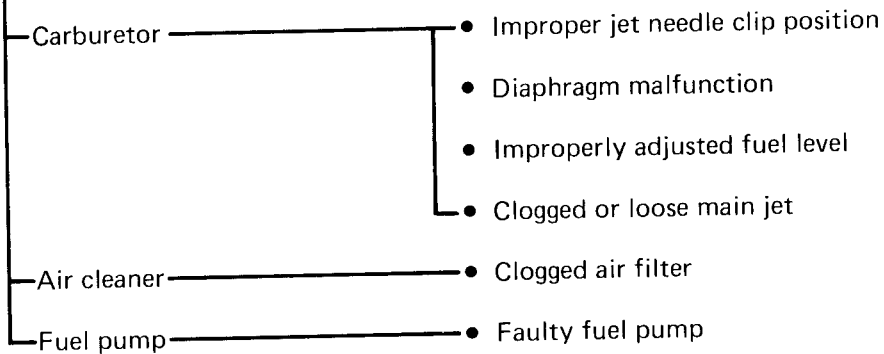 Carburetor • Improper jet needle clip position
• Diaphragm malfunction
• Improperly adjusted fuel level
• Clogged or loose main jet
Air cleaner • Clogged air filter
Fuel pump • Faulty fuel pump